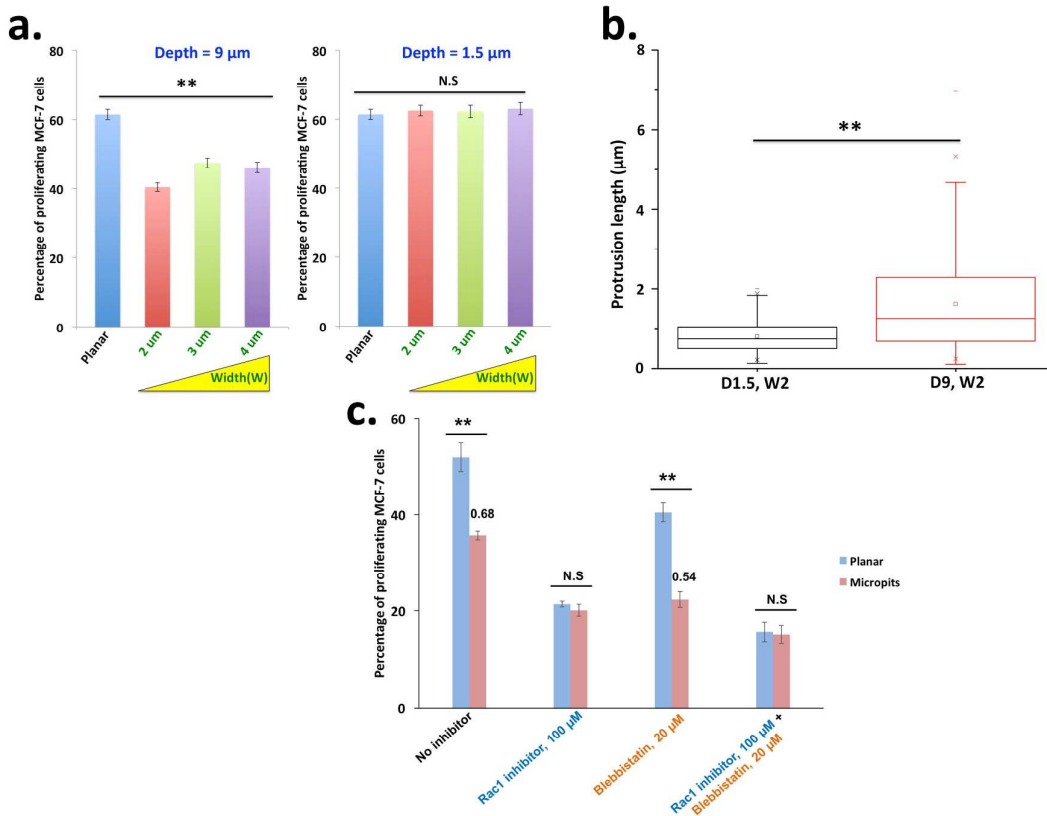 a.
Depth = 9 µm
**
Percentage of proliferating MCF-7 cells
80
60
40
20
0
Planar
2 um
3 um
4 um
Width(W)
Depth = 1.5 µm
N.S
Percentage of proliferating MCF-7 cells
80
60
40
20
0
Planar
2 um
3 um
4 um
Width(W)
b.
**
Protrusion length (µm)
8
6
4
2
0
D1.5, W2
D9, W2
c.
Percentage of proliferating MCF-7 cells
60
40
20
0
**
0.68
N.S
**
0.54
N.S
Planar
Micropits
No inhibitor
Rac1 inhibitor, 100 µM
Blebbistatin, 20 µM
Rac1 inhibitor, 100 µM +
Blebbistatin, 20 µM